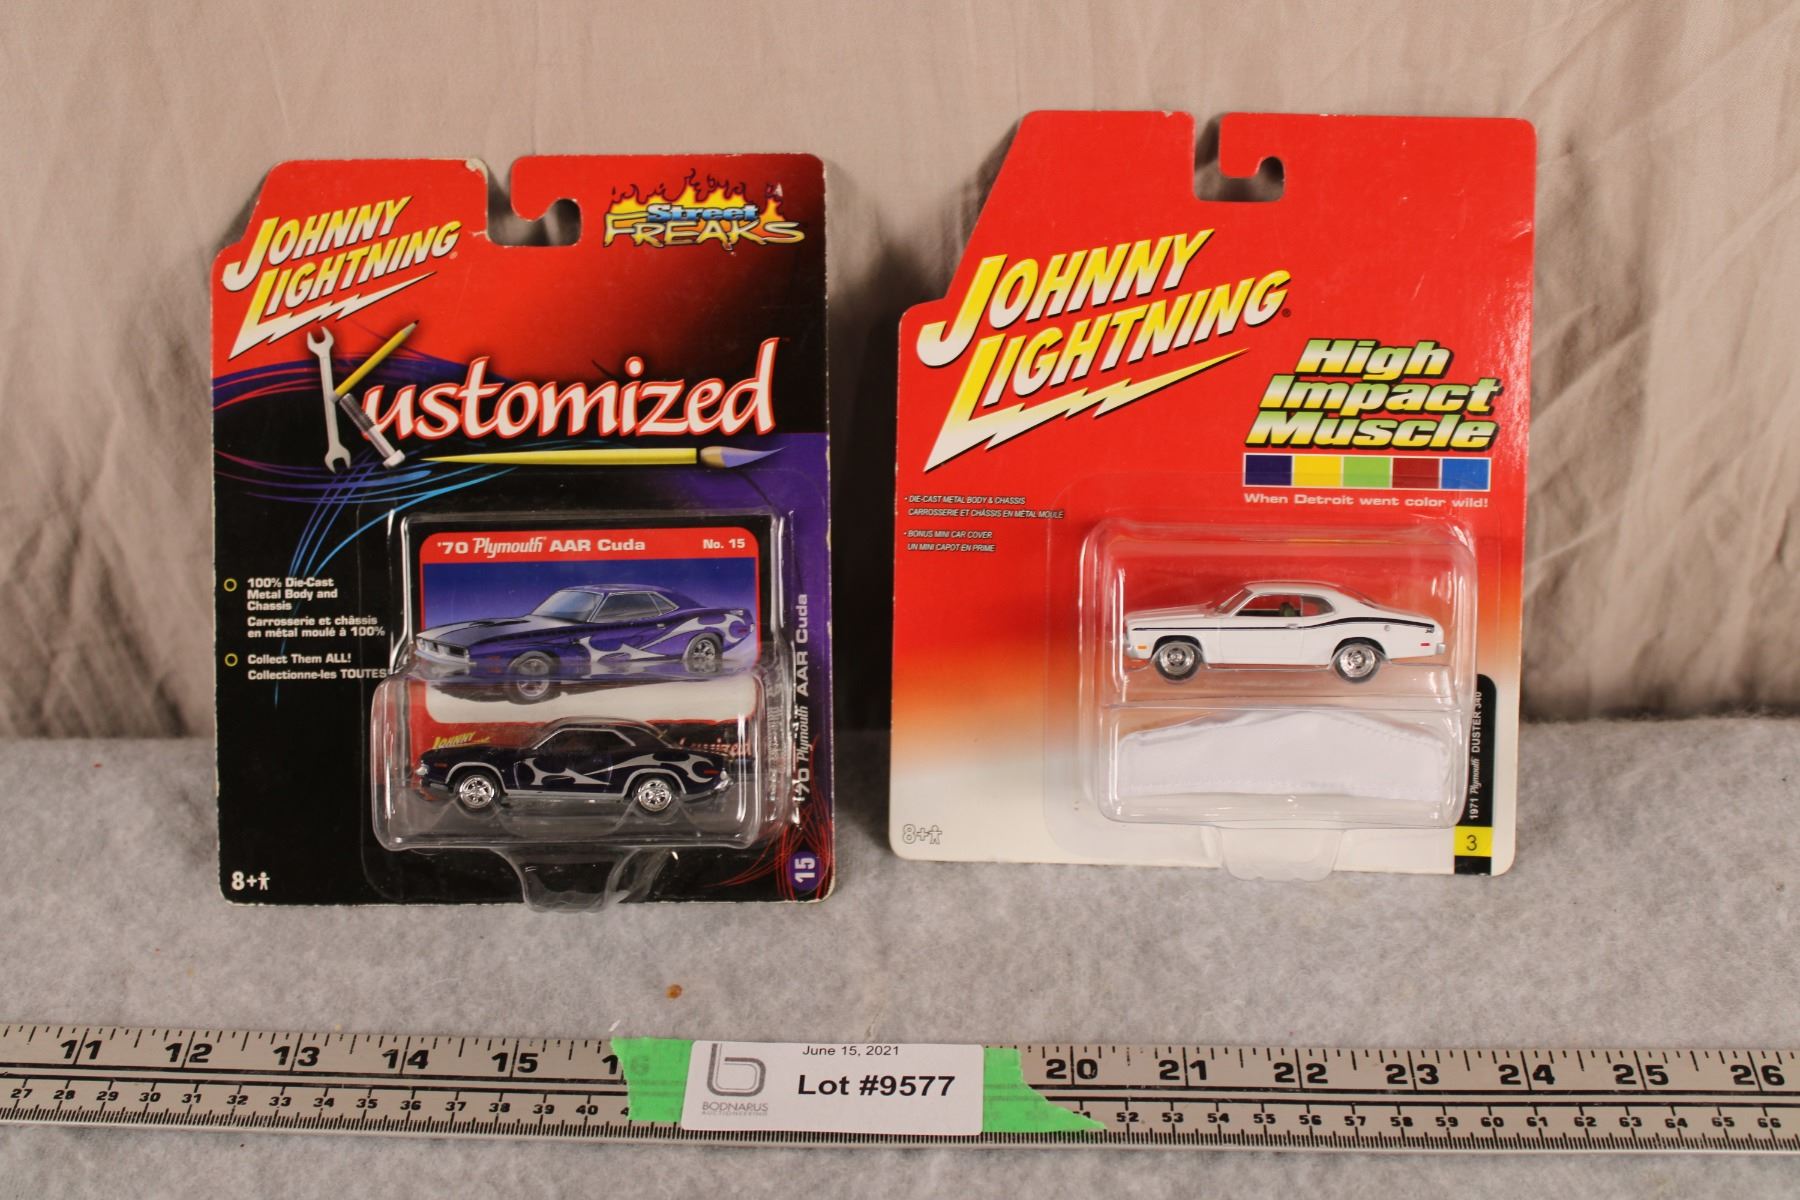 JOHNNY
LIGHTNING
Street
FREAKS
Kustomized
'70 Plymouth AAR Cuda No. 15
100% Die-Cast
Metal Body and
Chassis
Carrosserie et châssis
en métal moulé à 100%
Collect Them ALL!
Collectionne-les TOUTES
JOHNNY
'70 Plymouth AAR Cuda
15
8+
JOHNNY
LIGHTNING®
High
Impact
Muscle
When Detroit went color wild!
• DIE-CAST METAL BODY & CHASSIS
CARROSSERIE ET CHÂSSIS EN MÉTAL MOULÉ
• BONUS MINI CAR COVER
UN MINI CAPOT EN PRIME
1971 Plymouth DUSTER 340
3
8+
11 12 13 14 15 16 20 21 22 23 24 25 26
27 28 29 30 31 32 33 34 35 36 37 38 39 40 52 53 54 55 56 57 58 59 60 61 62 63 64 65 66
June 15, 2021
Lot #9577
BODNARUS
AUCTIONEERING